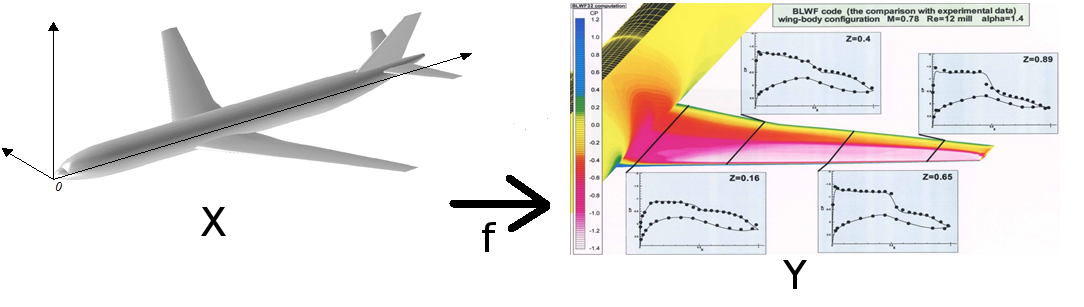 0
X
f
BLWF32 computation
CP
1.2
1.0
0.8
0.6
0.4
0.2
0.0
-0.2
-0.4
-0.6
-0.8
-1.0
-1.2
-1.4
BLWF code (the comparison with experimental data)
wing-body configuration M=0.78 Re=12 mill alpha=1.4
Z=0.4
Z=0.89
Z=0.16
Z=0.65
Y